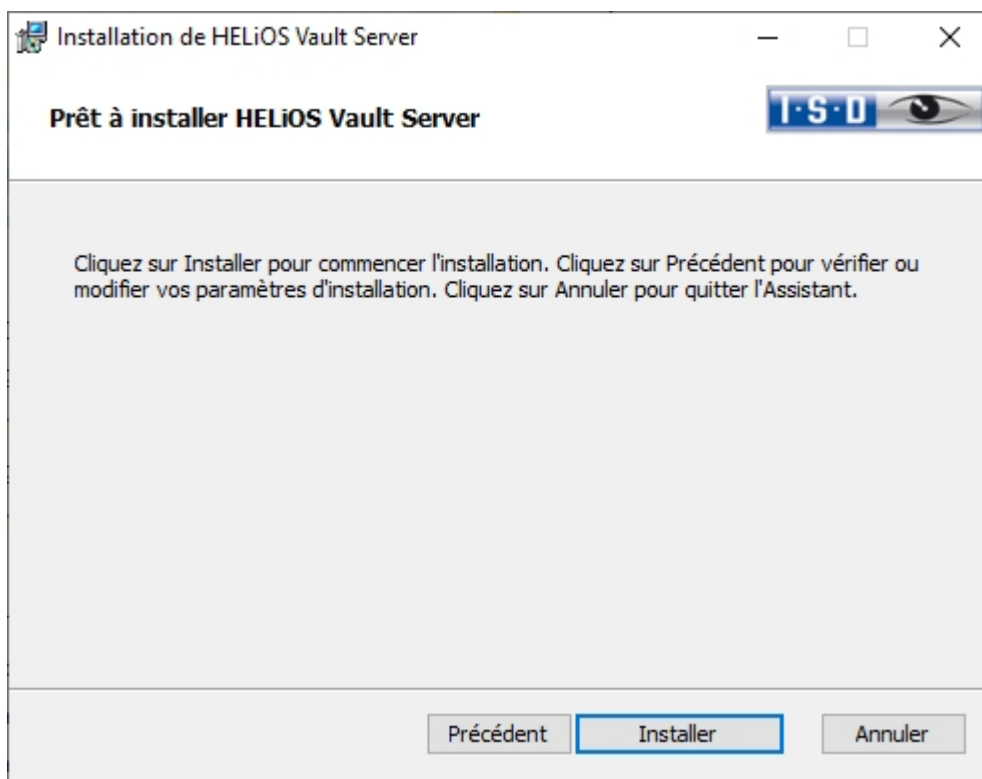 Installation de HELiOS Vault Server
Prêt à installer HELiOS Vault Server
I·S·D
Cliquez sur Installer pour commencer l'installation. Cliquez sur Précédent pour vérifier ou
modifier vos paramètres d'installation. Cliquez sur Annuler pour quitter l'Assistant.
Précédent
Installer
Annuler